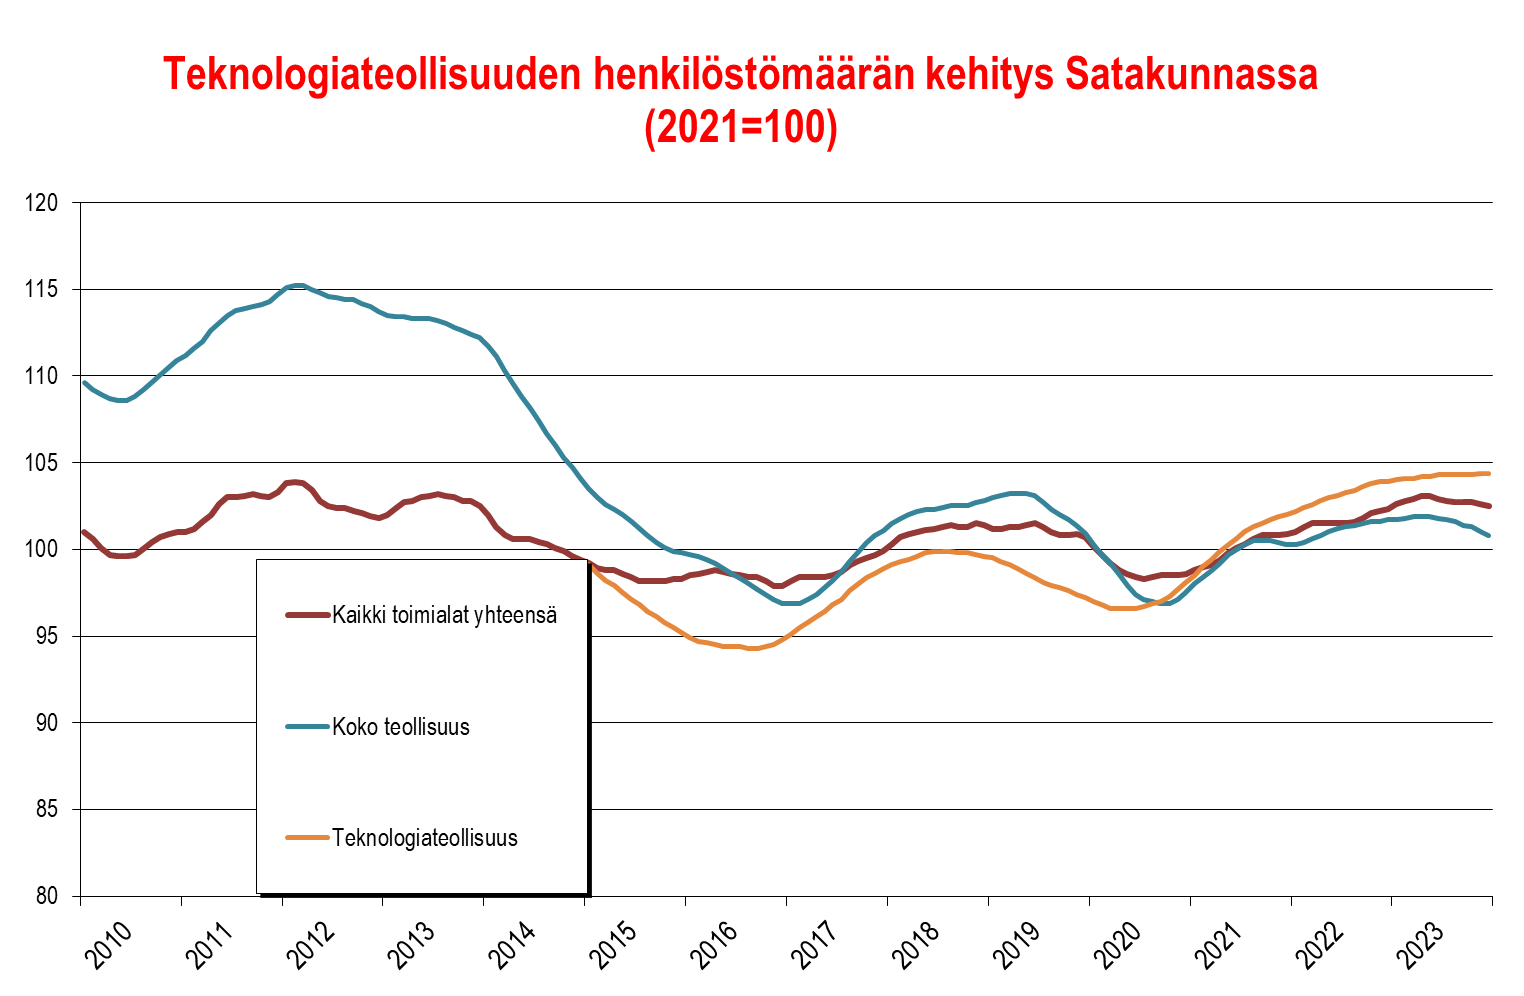 Teknologiateollisuuden henkilöstömäärän kehitys Satakunnassa
(2021=100)
120
115
110
105
100
95
90
85
80
Kaikki toimialat yhteensä
Koko teollisuus
Teknologiateollisuus
2010 2011 2012 2013 2014 2015 2016 2017 2018 2019 2020 2021 2022 2023